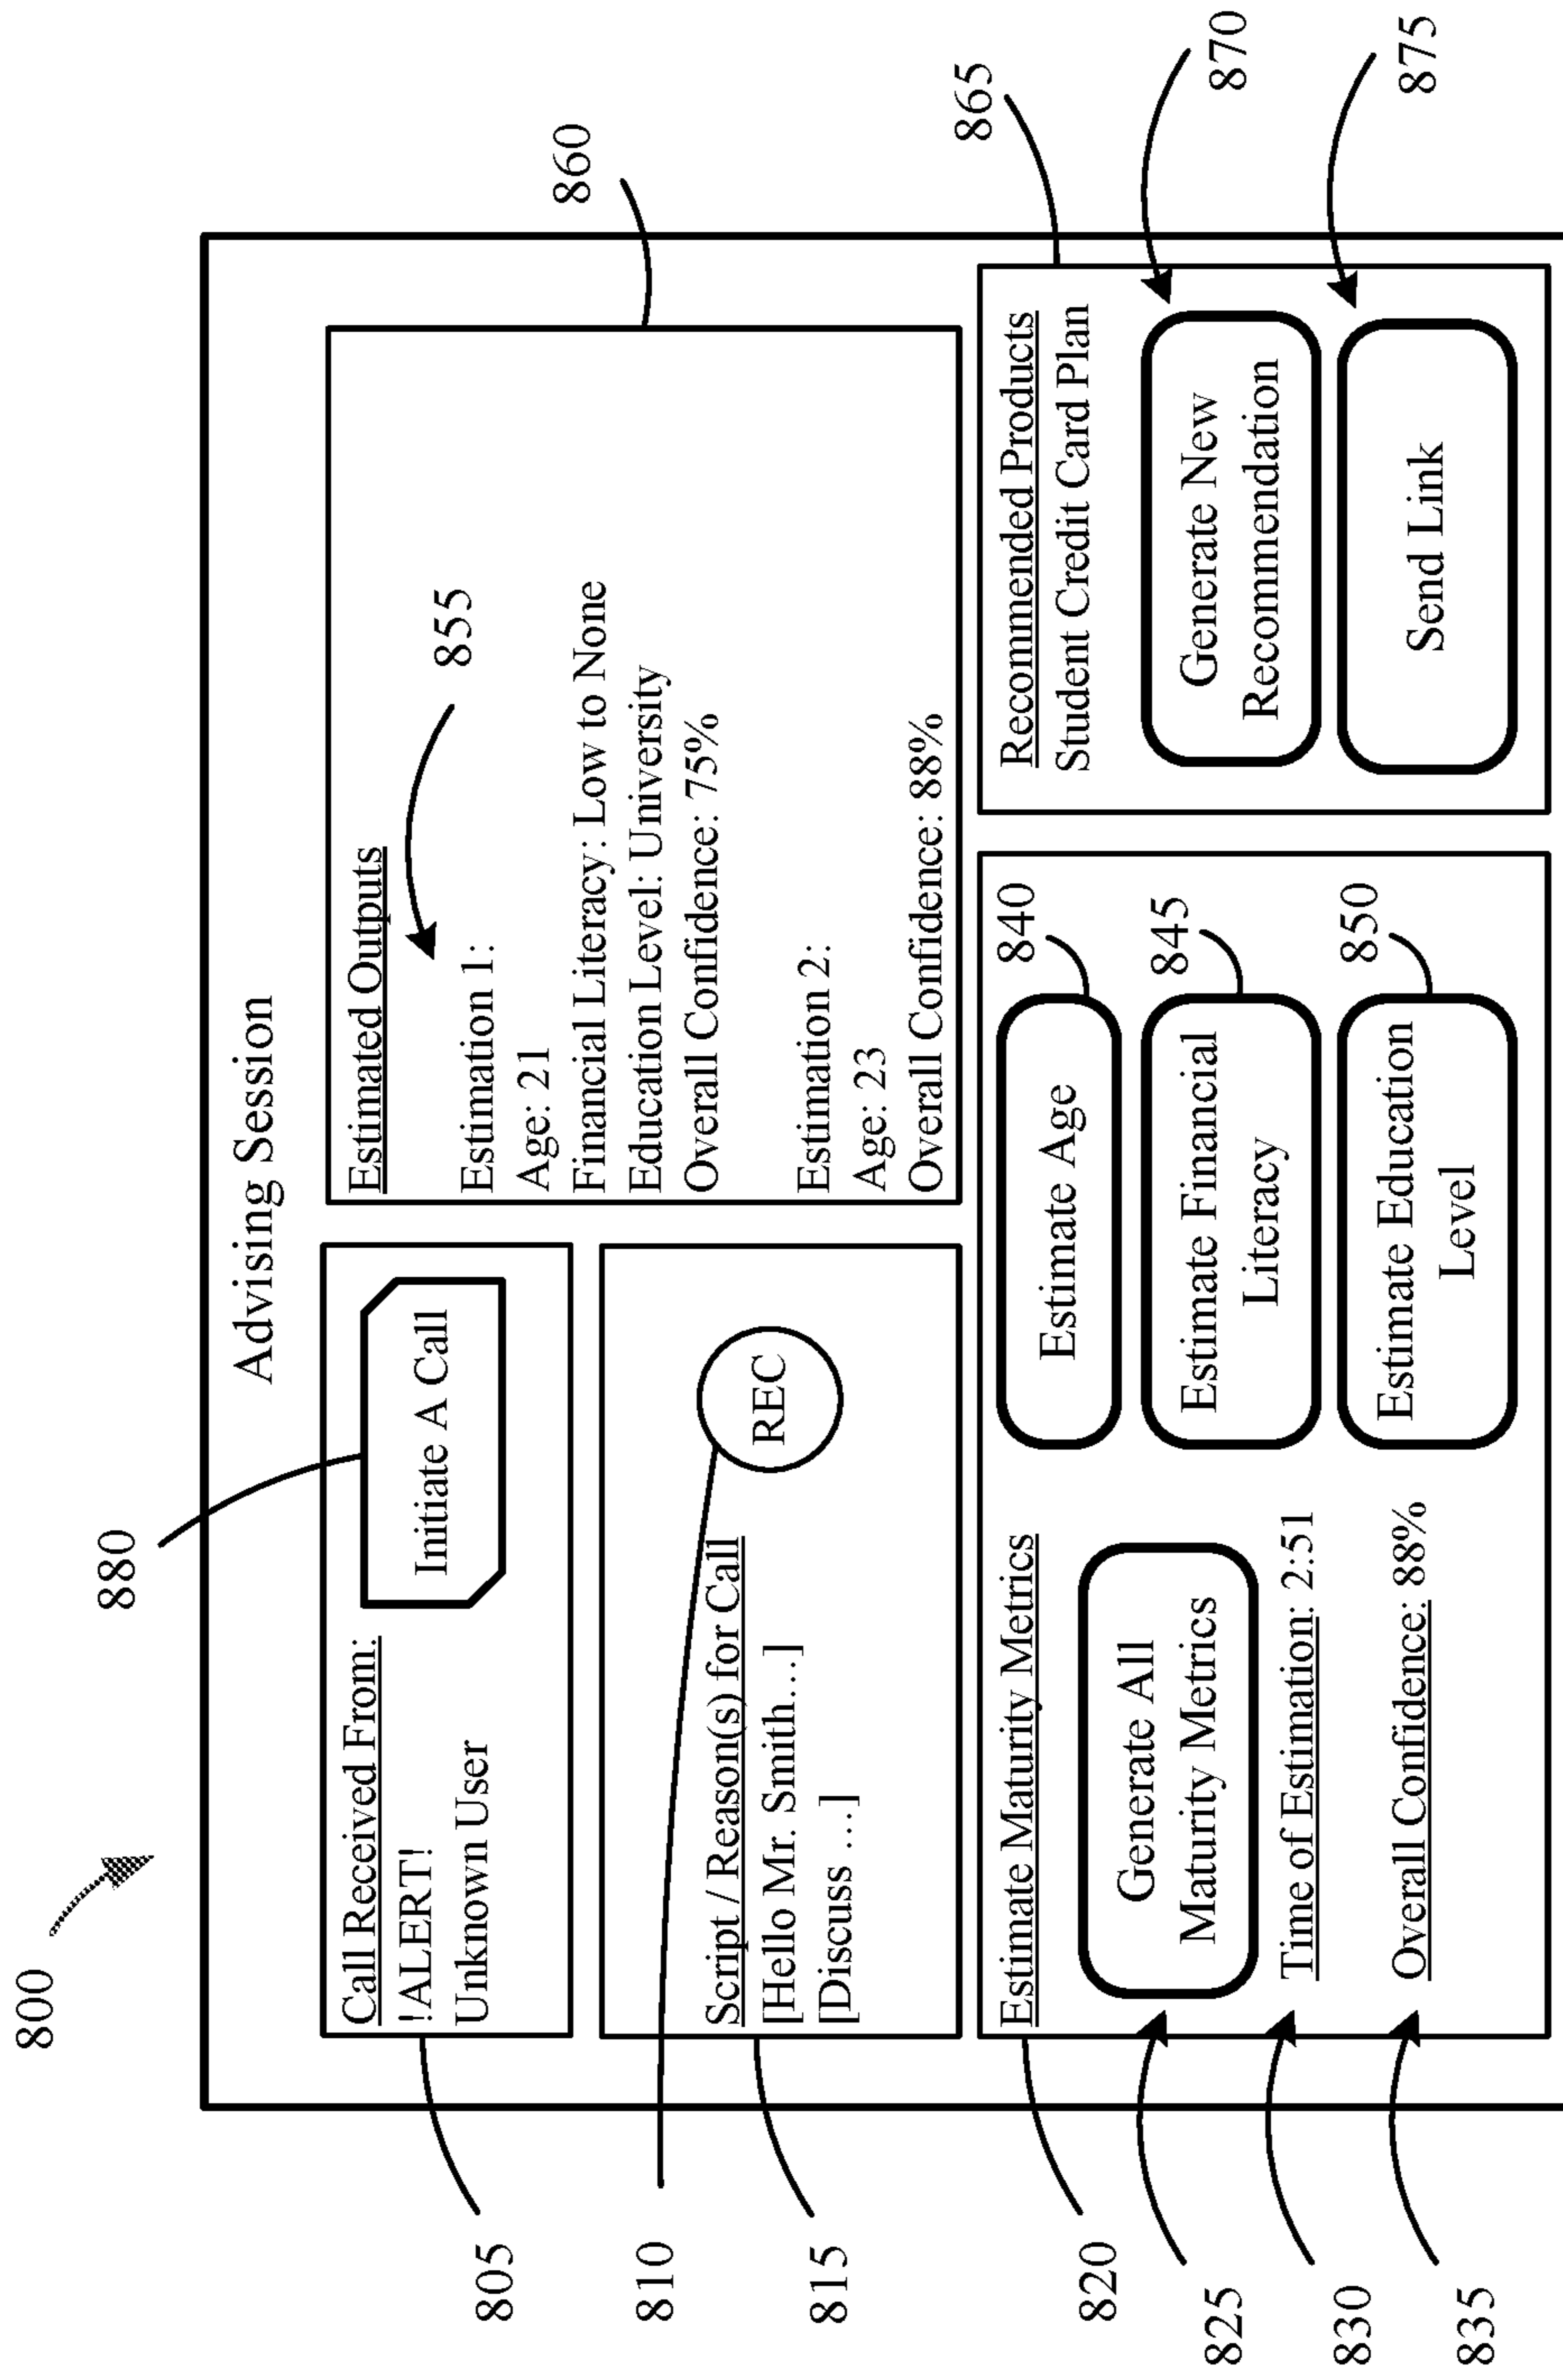 800
880
Advising Session
Call Received From:
!ALERT!
Unknown User
Initiate A Call
805
810
Script / Reason(s) for Call
[Hello Mr. Smith…]
[Discuss …]
REC
815
Estimated Outputs
855
Estimation 1:
Age: 21
Financial Literacy: Low to None
Education Level: University
Overall Confidence: 75%
Estimation 2:
Age: 23
Overall Confidence: 88%
860
820
Estimate Maturity Metrics
Generate All
Maturity Metrics
825
Time of Estimation: 2:51
830
Overall Confidence: 88%
835
Estimate Age
840
Estimate Financial
Literacy
845
Estimate Education
Level
850
865
Recommended Products
Student Credit Card Plan
Generate New
Recommendation
870
Send Link
875